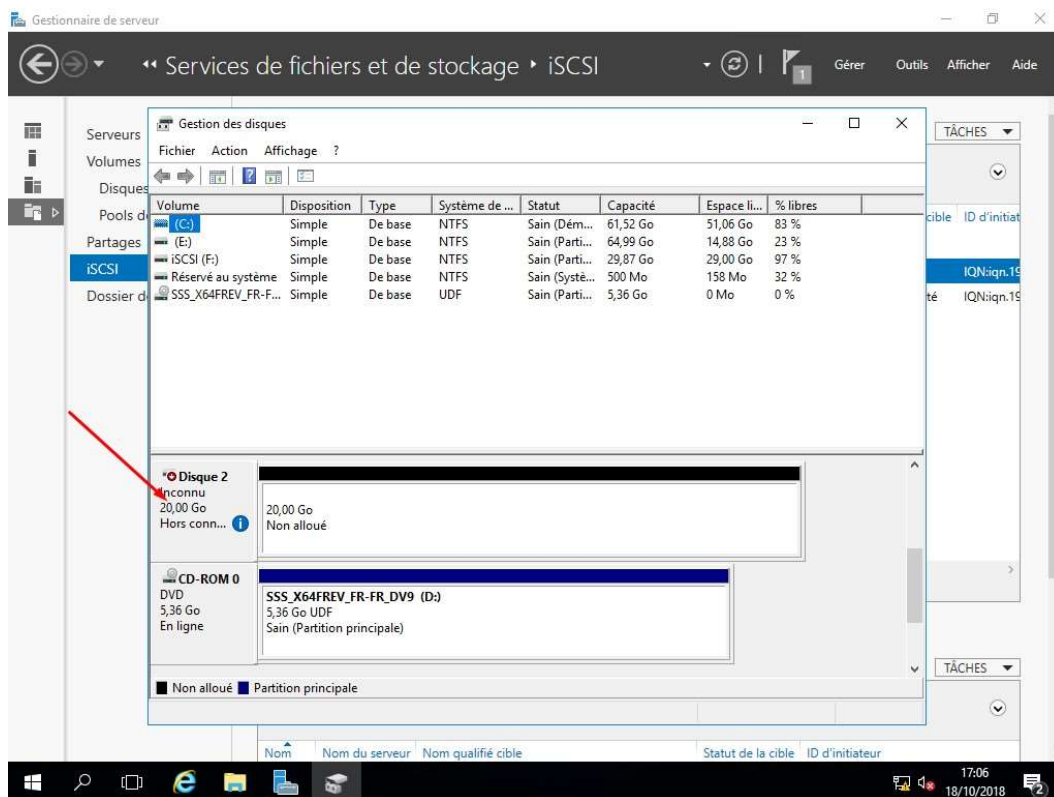 Gestionnaire de serveur
Services de fichiers et de stockage iSCSI
1
Gérer Outils Afficher Aide
Serveurs
Volumes
Disques
Pools d
Partages
iSCSI
Dossier d
TÂCHES
cible ID d'initiat
IQN:iqn.19
té IQN:iqn.19
Gestion des disques
Fichier Action Affichage ?
Volume Disposition Type Système de ... Statut Capacité Espace li... % libres
(C:) Simple De base NTFS Sain (Dém... 61,52 Go 51,06 Go 83 %
(E:) Simple De base NTFS Sain (Parti... 64,99 Go 14,88 Go 23 %
iSCSI (F:) Simple De base NTFS Sain (Parti... 29,87 Go 29,00 Go 97 %
Réservé au système Simple De base NTFS Sain (Systè... 500 Mo 158 Mo 32 %
SSS_X64FREV_FR-F... Simple De base UDF Sain (Parti... 5,36 Go 0 Mo 0 %
Disque 2
Inconnu
20,00 Go
Hors conn...
20,00 Go
Non alloué
CD-ROM 0
DVD
5,36 Go
En ligne
SSS_X64FREV_FR-FR_DV9 (D:)
5,36 Go UDF
Sain (Partition principale)
Non alloué Partition principale
TÂCHES
Nom Nom du serveur Nom qualifié cible Statut de la cible ID d'initiateur
17:06
18/10/2018
2